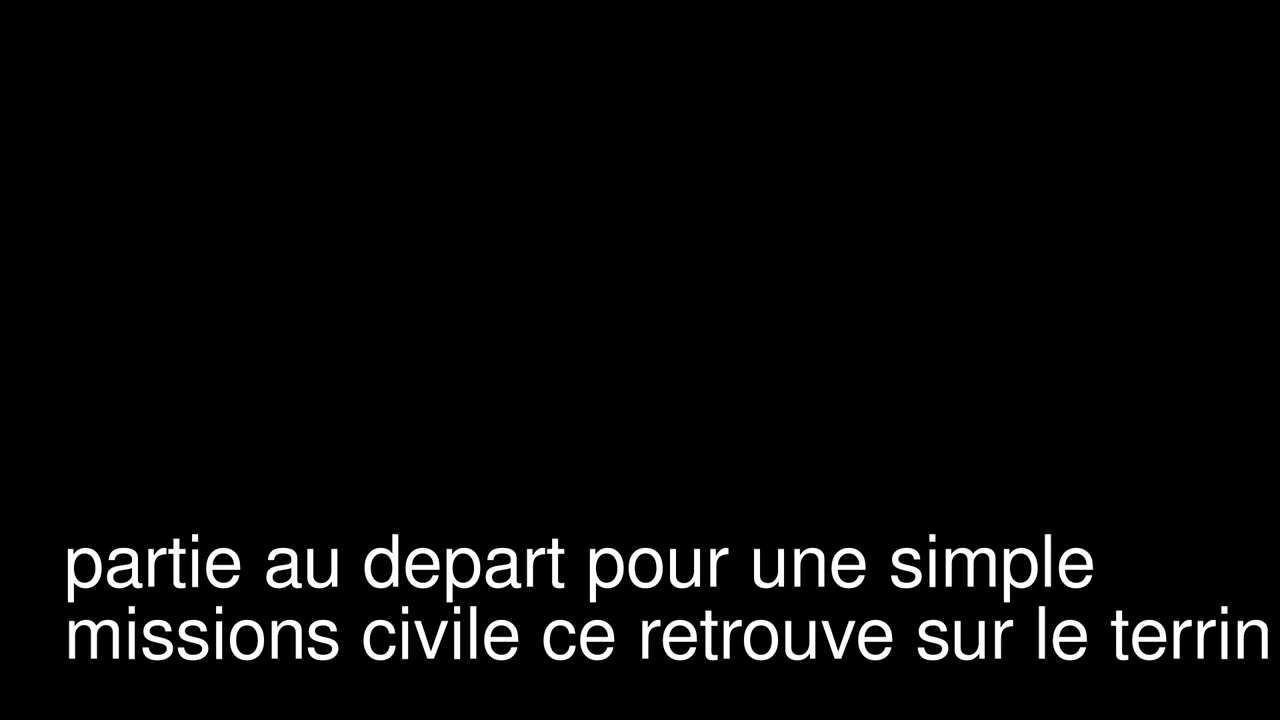 partie au depart pour une simple
missions civile ce retrouve sur le terrin